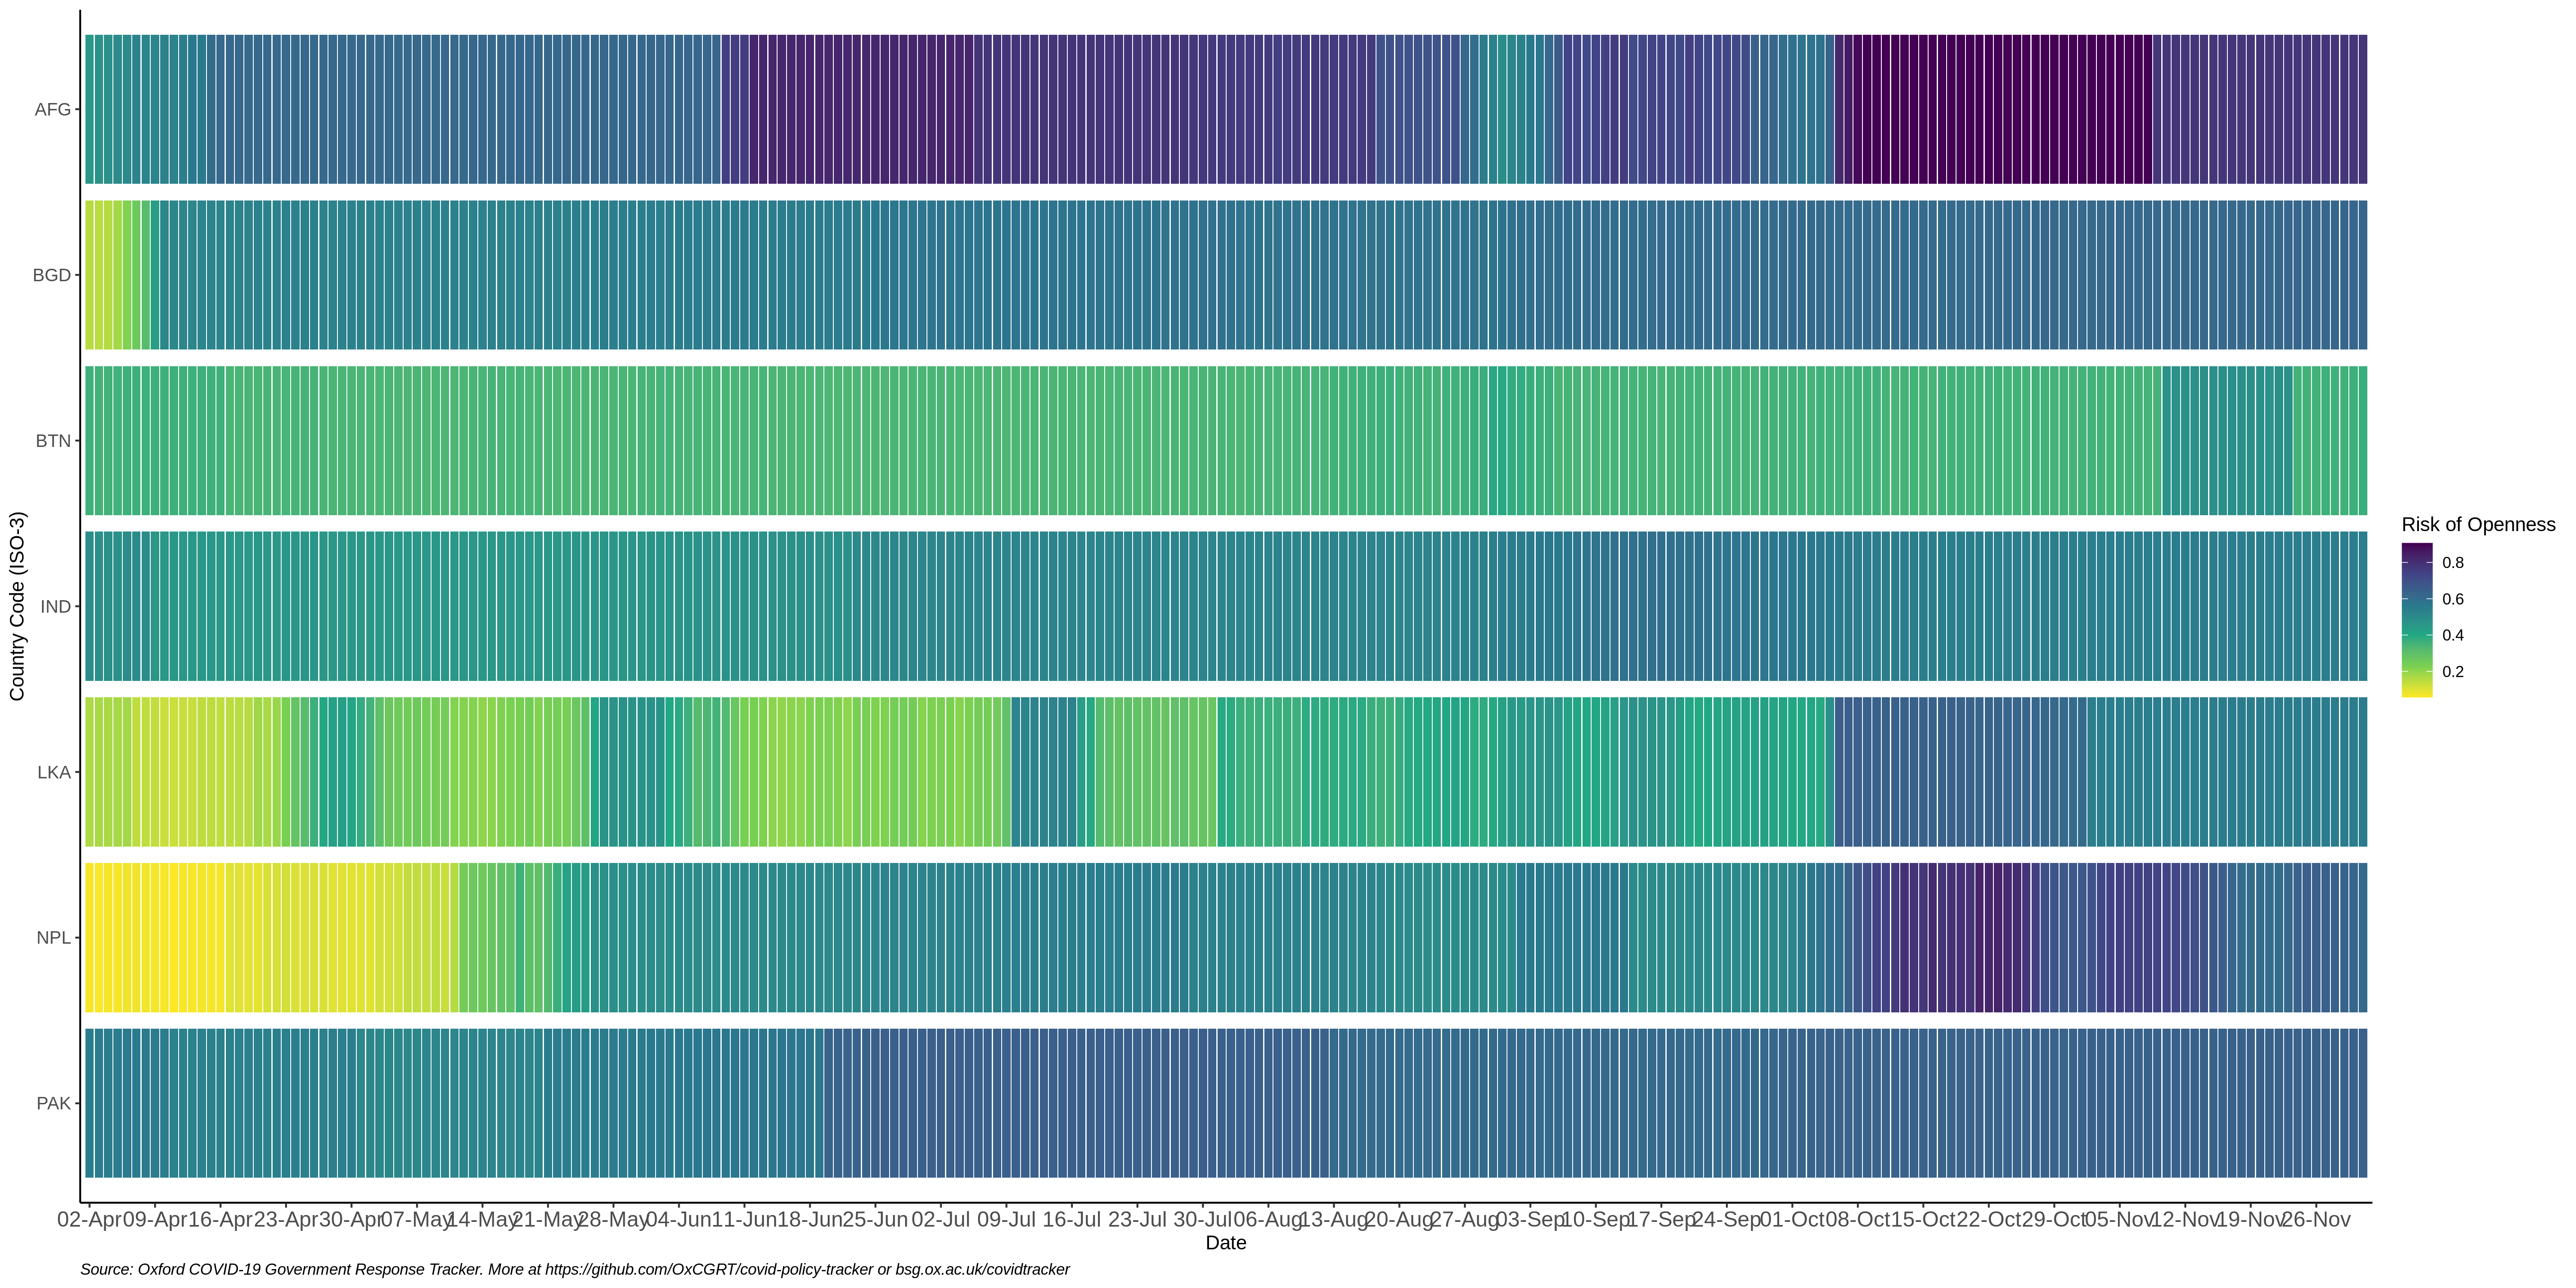 AFG
BGD
BTN
IND
LKA
NPL
PAK
Country Code (ISO-3)
02-Apr 09-Apr 16-Apr 23-Apr 30-Apr 07-May 14-May 21-May 28-May 04-Jun 11-Jun 18-Jun 25-Jun 02-Jul 09-Jul 16-Jul 23-Jul 30-Jul 06-Aug 13-Aug 20-Aug 27-Aug 03-Sep 10-Sep 17-Sep 24-Sep 01-Oct 08-Oct 15-Oct 22-Oct 29-Oct 05-Nov 12-Nov 19-Nov 26-Nov
Date
Risk of Openness
0.8
0.6
0.4
0.2
Source: Oxford COVID-19 Government Response Tracker. More at https://github.com/OxCGRT/covid-policy-tracker or bsg.ox.ac.uk/covidtracker